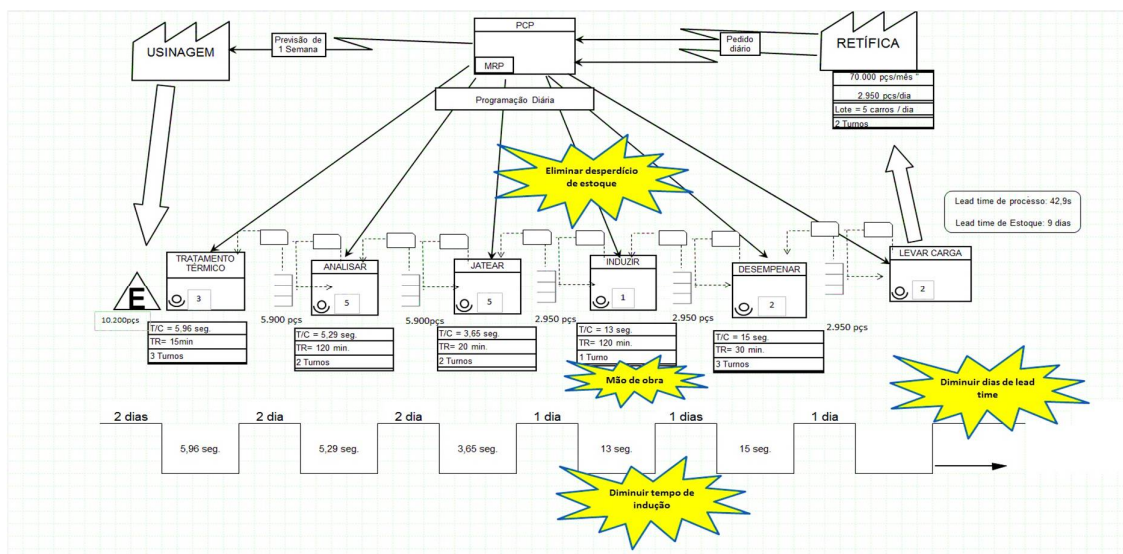 USINAGEM
Previsão de
1 Semana
PCP
MRP
Programação Diária
Pedido
diário
RETÍFICA
70.000 pçs/mês "
2.950 pçs/dia
Lote = 5 carros / dia
2 Turnos
Eliminar desperdício
de estoque
Lead time de processo: 42,9s
Lead time de Estoque: 9 dias
E
10.200pçs
TRATAMENTO
TÉRMICO
3
T/C = 5,96 seg.
TR= 15min
3 Turnos
5.900 pçs
ANALISAR
5
T/C = 5,29 seg.
TR= 120 min.
2 Turnos
5.900pçs
JATEAR
5
T/C = 3,65 seg.
TR= 20 min.
2 Turnos
2.950 pçs
INDUZIR
1
T/C = 13 seg.
TR= 120 min.
1 Turno
Mão de obra
2.950 pçs
DESEMPENAR
2
T/C = 15 seg.
TR= 30 min.
3 Turnos
2.950 pçs
LEVAR CARGA
2
Diminuir dias de lead
time
2 dias
2 dia
2 dia
1 dia
1 dias
1 dia
5,96 seg.
5,29 seg.
3,65 seg.
13 seg.
15 seg.
Diminuir tempo de
indução